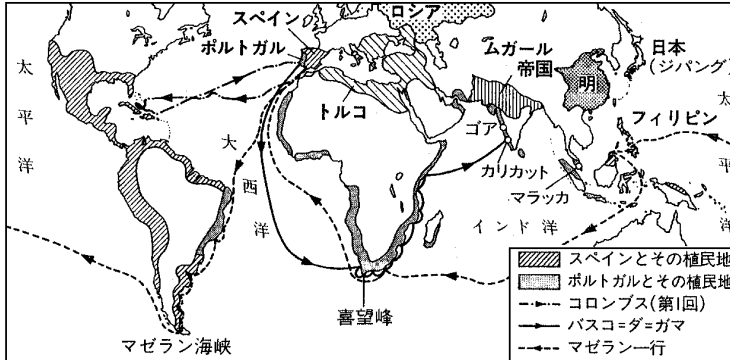 スペイン
ポルトガル
ロシア
ムガール
帝国
日本
(ジパング)
明
太平洋
トルコ
ゴア
フィリピン
太平洋
カリカット
マラッカ
大西洋
インド洋
喜望峰
マゼラン海峡
スペインとその植民地
ポルトガルとその植民地
コロンブス(第1回)
バスコ=ダ=ガマ
マゼラン一行